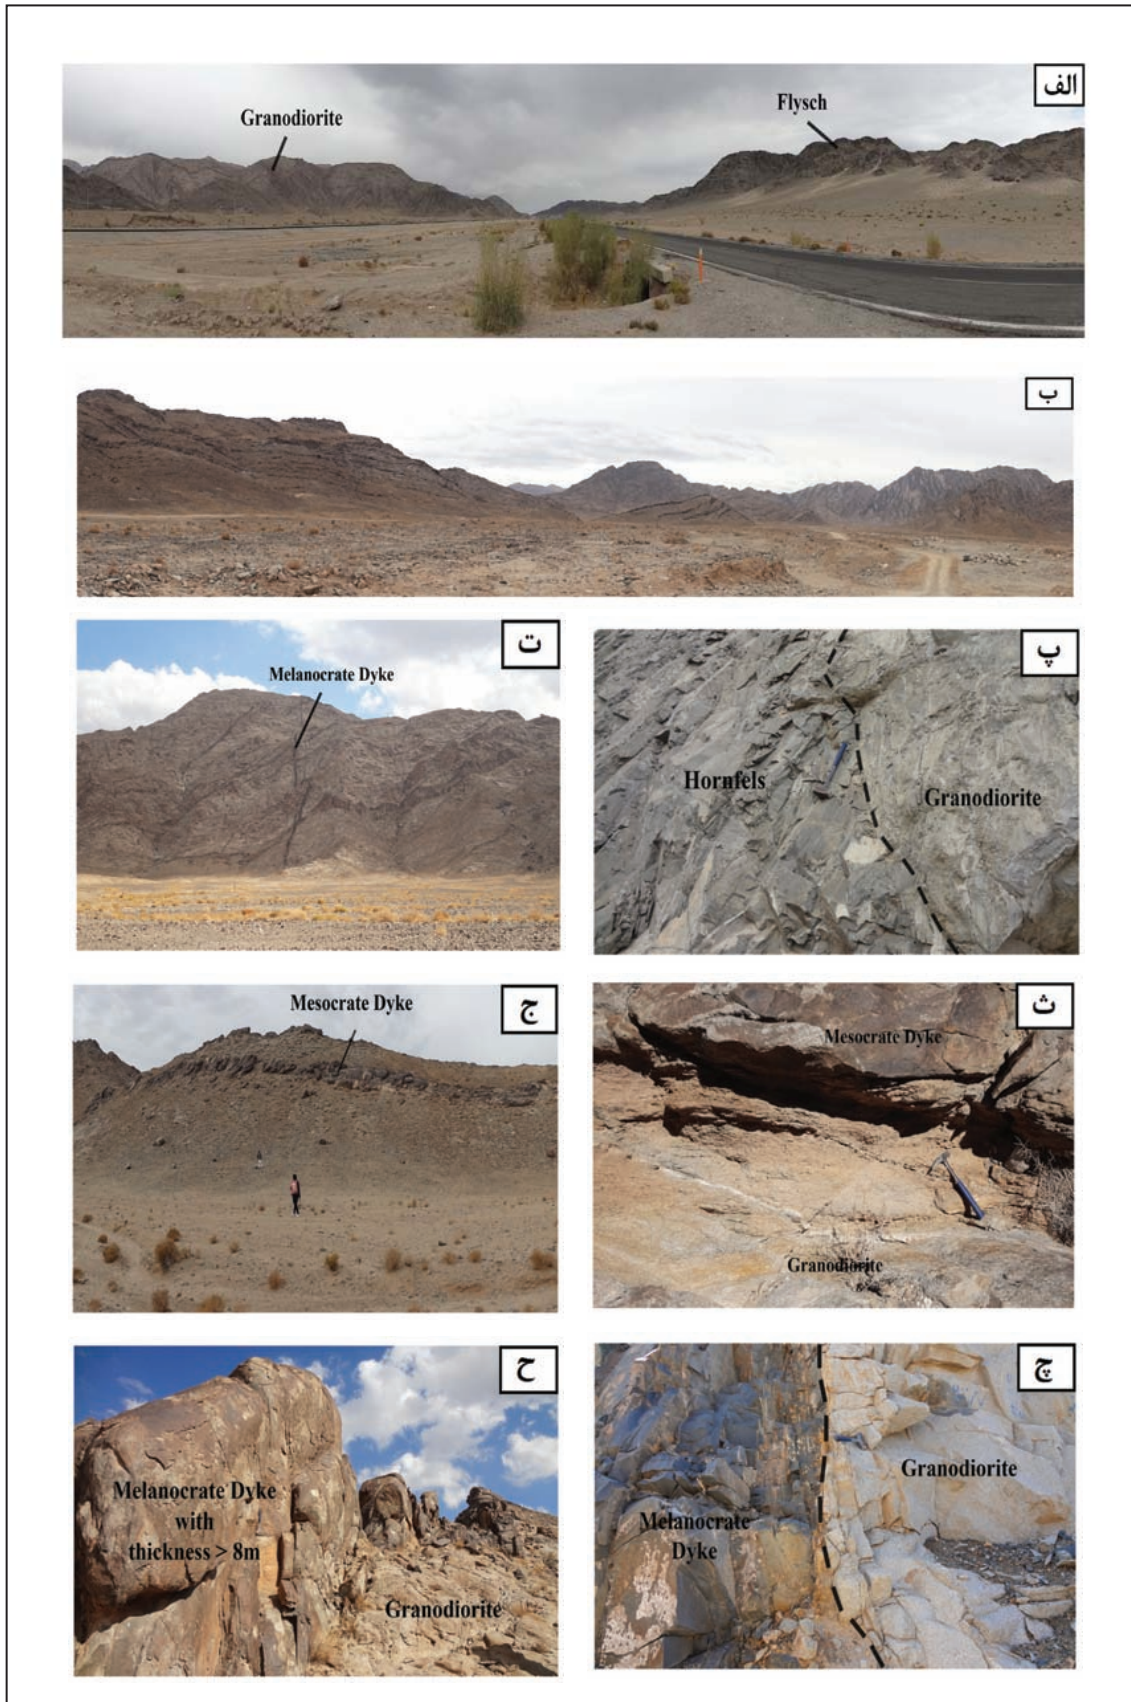 الف
Granodiorite
Flysch
ب
پ
Hornfels
Granodiorite
ت
Melanocrate Dyke
ث
Mesocrate Dyke
Granodiorite
ج
Mesocrate Dyke
چ
Granodiorite
Melanocrate
Dyke
ح
Melanocrate Dyke
with
thickness > 8m
Granodiorite